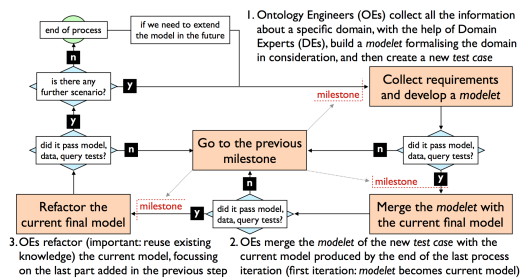 end of process
if we need to extend
the model in the future
1. Ontology Engineers (OEs) collect all the information
about a specific domain, with the help of Domain
Experts (DEs), build a modelet formalising the domain
in consideration, and then create a new test case
n
is there any
further scenario?
y
milestone
Collect requirements
and develop a modelet
y
did it pass model,
data, query tests?
n
Go to the previous
milestone
n
did it pass model,
data, query tests?
n
y
milestone
milestone
Refactor the
current final model
y
did it pass model,
data, query tests?
Merge the modelet with
the current final model
3. OEs refactor (important: reuse existing
knowledge) the current model, focussing
on the last part added in the previous step
2. OEs merge the modelet of the new test case with the
current model produced by the end of the last process
iteration (first iteration: modelet becomes current model)